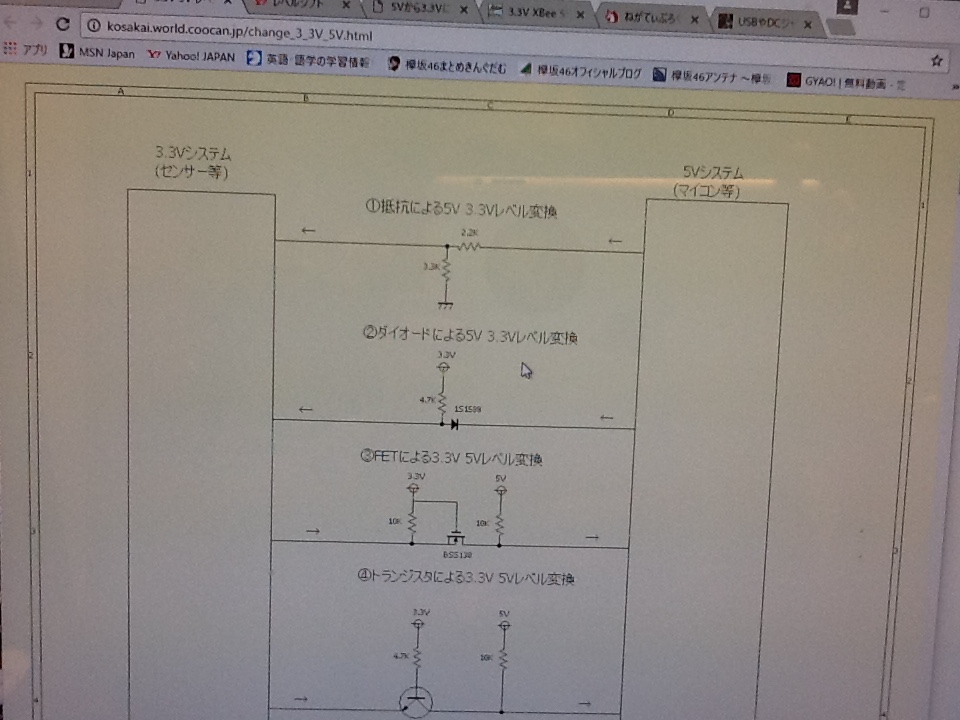 レベルシフト
5Vから3.3Vに
3.3V XBee
ねがてぃぶろ
USBやDCジャ
kosakai.world.coocan.jp/change_3_3V_5V.html
アプリ MSN Japan Yahoo! JAPAN 英語 語学の学習情報 欅坂46まとめきんぐだむ 欅坂46オフィシャルブログ 欅坂46アンテナ ～欅坂 GYAO! | 無料動画 - 芸
A B C D E
3.3Vシステム
(センサー等)
5Vシステム
(マイコン等)
1
1
①抵抗による5V 3.3Vレベル変換
2.2K
3.3K
②ダイオードによる5V 3.3Vレベル変換
3.3V
2
2
4.7K
1S1588
③FETによる3.3V 5Vレベル変換
3.3V
5V
10K
10K
3
3
BSS138
④トランジスタによる3.3V 5Vレベル変換
3.3V
5V
4.7K
10K
4
4